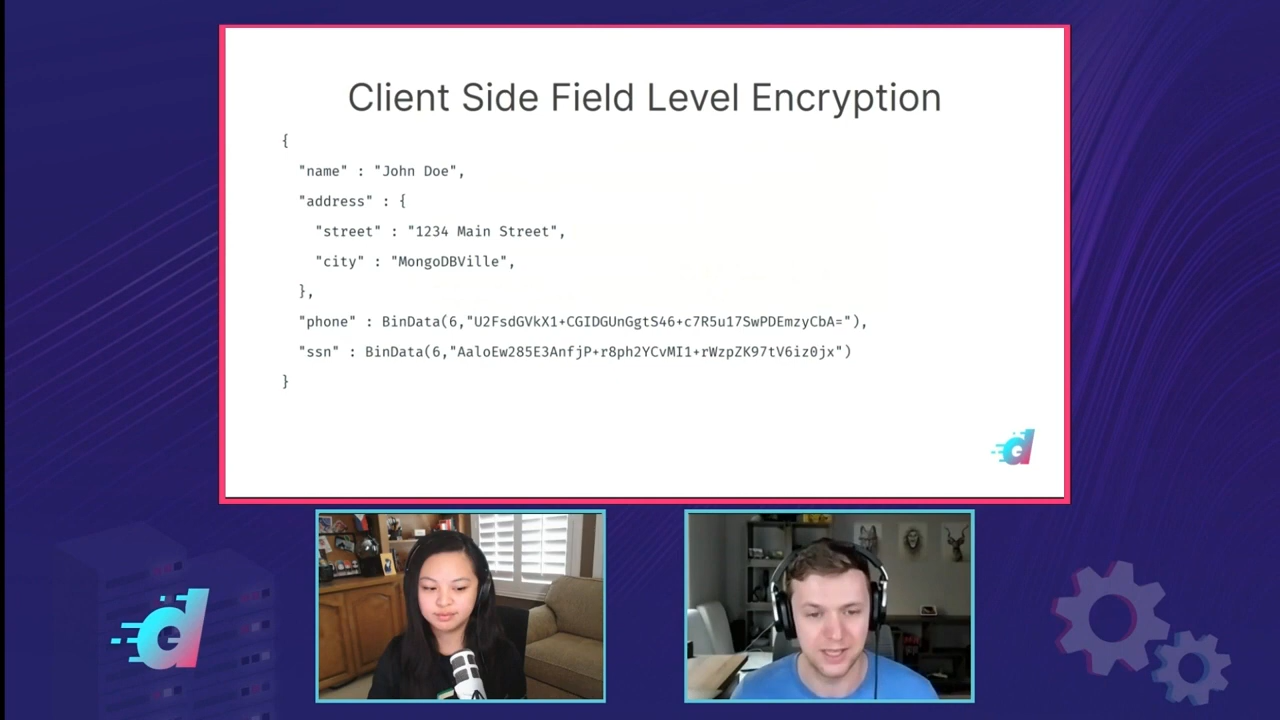 Client Side Field Level Encryption
{
"name" : "John Doe",
"address" : {
"street" : "1234 Main Street",
"city" : "MongoDBVille",
},
"phone" : BinData(6,"U2FsdGVkX1+CGIDGUnGgtS46+c7R5u17SwPDEmzyCbA="),
"ssn" : BinData(6,"AaloEw285E3AnfjP+r8ph2YCvMI1+rWzpZK97tV6iz0jx")
}